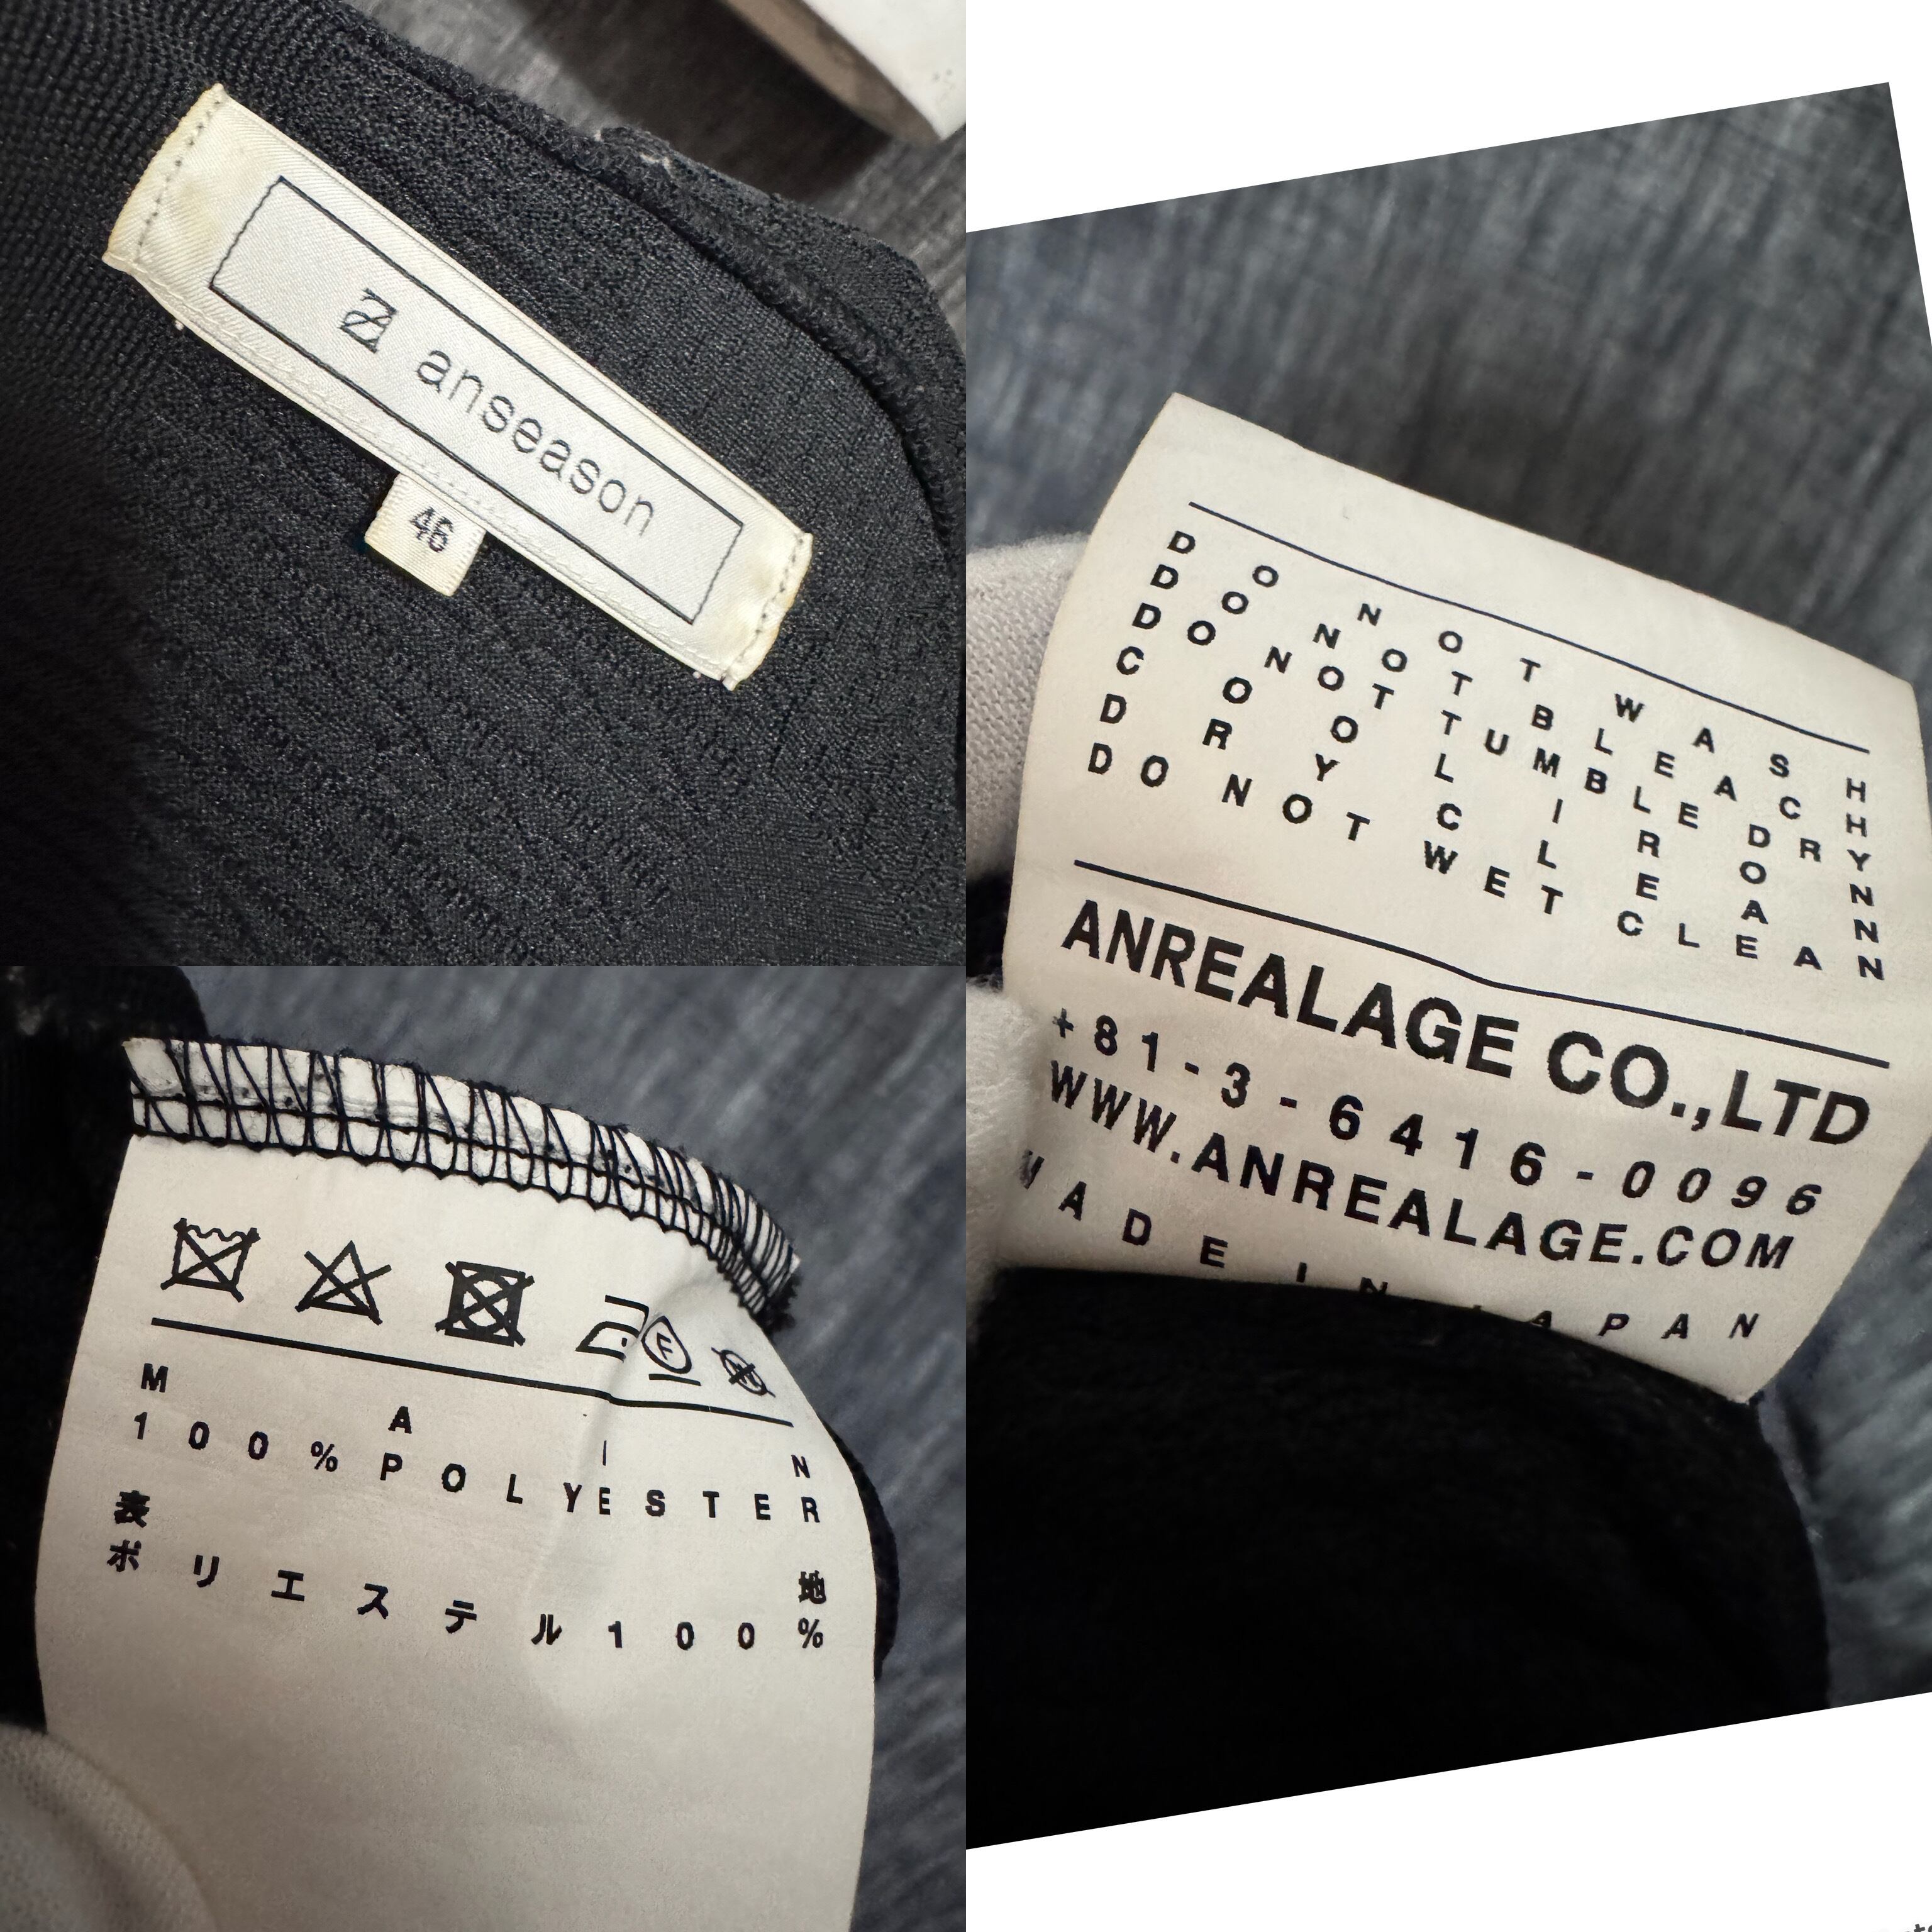 anseason
46
DO NOT WASH
DO NOT BLEACH
DO NOT TUMBLE DRY
COOL IRON
DRY CLEAN
DO NOT WET CLEAN
ANREALAGE CO.,LTD
+81-3-6416-0096
WWW.ANREALAGE.COM
MADE IN JAPAN
F
W
MAIN
100%POLYESTER
表地
ポリエステル100%